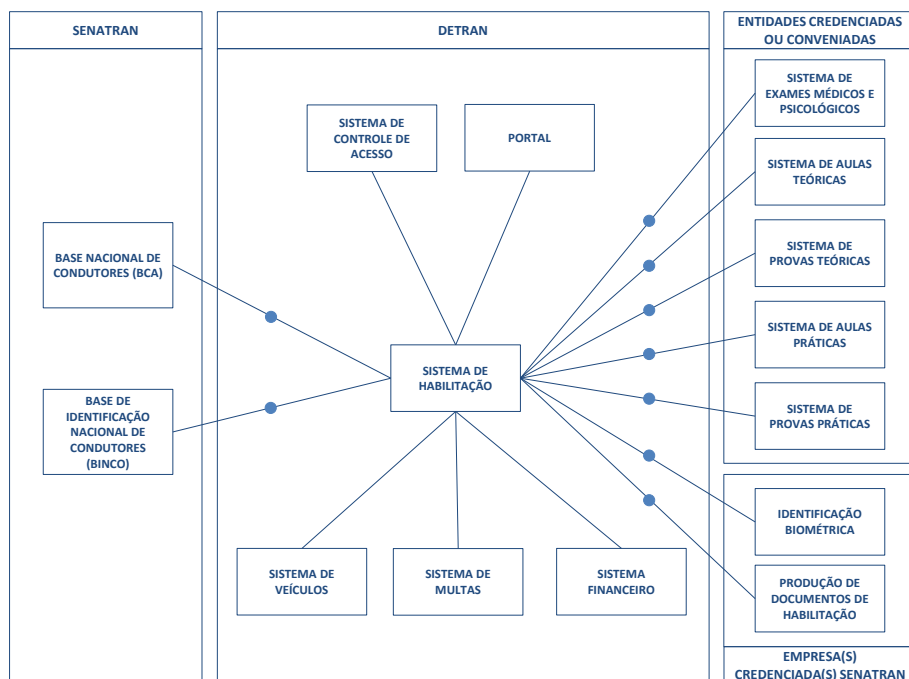 SENATRAN
DETRAN
ENTIDADES CREDENCIADAS
OU CONVENIADAS
SISTEMA DE
CONTROLE DE
ACESSO
PORTAL
SISTEMA DE
EXAMES MÉDICOS E
PSICOLÓGICOS
SISTEMA DE AULAS
TEÓRICAS
BASE NACIONAL DE
CONDUTORES (BCA)
SISTEMA DE
PROVAS TEÓRICAS
SISTEMA DE AULAS
PRÁTICAS
SISTEMA DE
HABILITAÇÃO
BASE DE
IDENTIFICAÇÃO
NACIONAL DE
CONDUTORES
(BINCO)
SISTEMA DE
PROVAS PRÁTICAS
IDENTIFICAÇÃO
BIOMÉTRICA
SISTEMA DE
VEÍCULOS
SISTEMA DE
MULTAS
SISTEMA
FINANCEIRO
PRODUÇÃO DE
DOCUMENTOS DE
HABILITAÇÃO
EMPRESA(S)
CREDENCIADA(S) SENATRAN